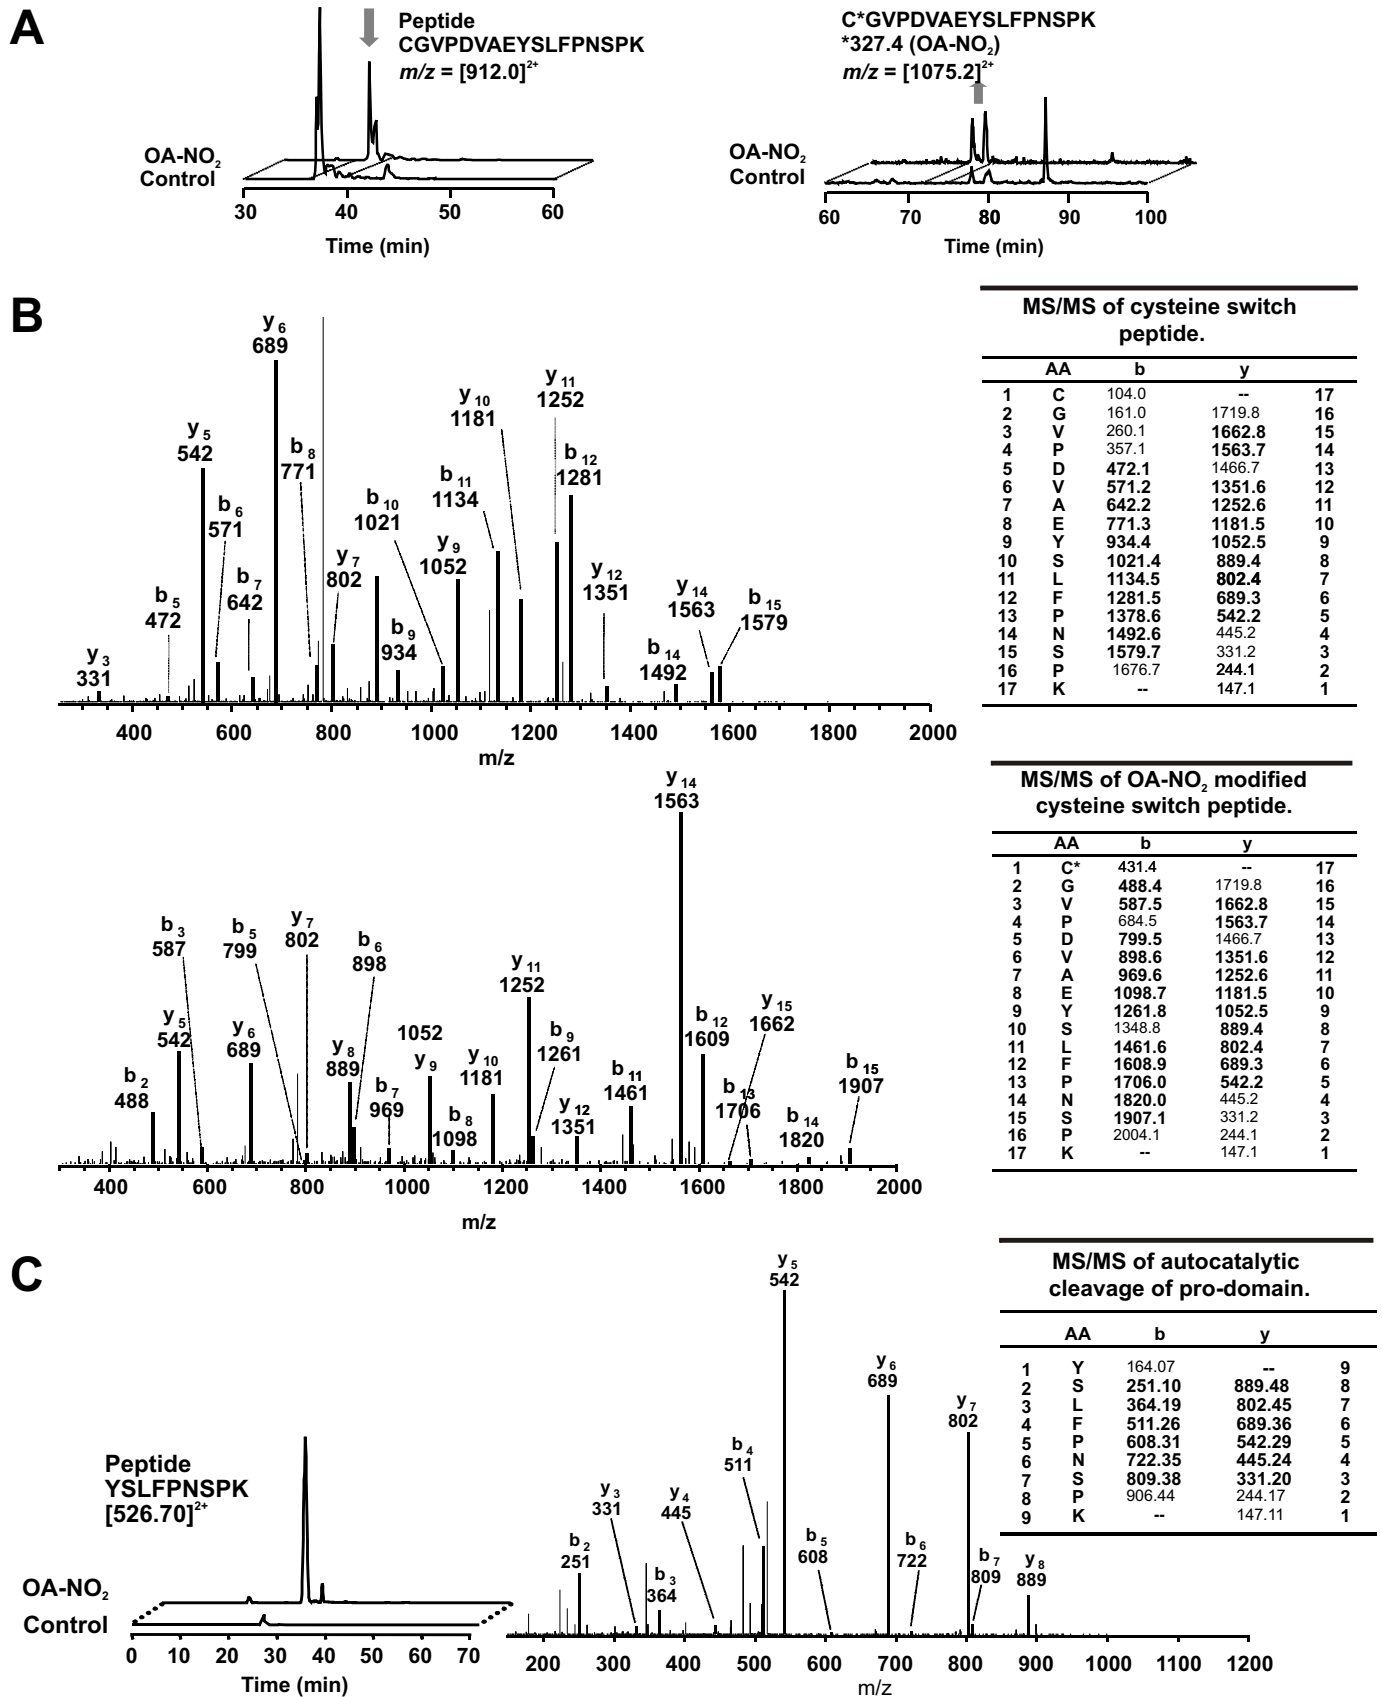 A
Peptide
CGVPDVAEYSLFPNSPK
m/z = [912.0]²⁺
OA-NO₂
Control
30 40 50 60
Time (min)
C*GVPDVAEYSLFPNSPK
*327.4 (OA-NO₂)
m/z = [1075.2]²⁺
OA-NO₂
Control
60 70 80 90 100
Time (min)
B
y₃
331
b₅
472
y₅
542
b₆
571
b₇
642
y₆
689
b₈
771
y₇
802
b₉
934
b₁₀
1021
y₉
1052
b₁₁
1134
y₁₀
1181
y₁₁
1252
b₁₂
1281
y₁₂
1351
b₁₄
1492
y₁₄
1563
b₁₅
1579
400 600 800 1000 1200 1400 1600 1800 2000
m/z
MS/MS of cysteine switch
peptide.
AA b y
1 C 104.0 -- 17
2 G 161.0 1719.8 16
3 V 260.1 1662.8 15
4 P 357.1 1563.7 14
5 D 472.1 1466.7 13
6 V 571.2 1351.6 12
7 A 642.2 1252.6 11
8 E 771.3 1181.5 10
9 Y 934.4 1052.5 9
10 S 1021.4 889.4 8
11 L 1134.5 802.4 7
12 F 1281.5 689.3 6
13 P 1378.6 542.2 5
14 N 1492.6 445.2 4
15 S 1579.7 331.2 3
16 P 1676.7 244.1 2
17 K -- 147.1 1
b₂
488
y₅
542
b₃
587
y₆
689
b₅
799
y₇
802
y₈
889
b₆
898
b₇
969
1052
y₉
b₈
1098
y₁₀
1181
y₁₁
1252
b₉
1261
y₁₂
1351
b₁₁
1461
y₁₄
1563
b₁₂
1609
y₁₅
1662
b₁₃
1706
b₁₄
1820
b₁₅
1907
400 600 800 1000 1200 1400 1600 1800 2000
m/z
MS/MS of OA-NO₂ modified
cysteine switch peptide.
AA b y
1 C* 431.4 -- 17
2 G 488.4 1719.8 16
3 V 587.5 1662.8 15
4 P 684.5 1563.7 14
5 D 799.5 1466.7 13
6 V 898.6 1351.6 12
7 A 969.6 1252.6 11
8 E 1098.7 1181.5 10
9 Y 1261.8 1052.5 9
10 S 1348.8 889.4 8
11 L 1461.6 802.4 7
12 F 1608.9 689.3 6
13 P 1706.0 542.2 5
14 N 1820.0 445.2 4
15 S 1907.1 331.2 3
16 P 2004.1 244.1 2
17 K -- 147.1 1
C
Peptide
YSLFPNSPK
[526.70]²⁺
OA-NO₂
Control
0 10 20 30 40 50 60 70
Time (min)
b₂
251
y₃
331
b₃
364
y₄
445
b₄
511
y₅
542
b₅
608
y₆
689
b₆
722
y₇
802
b₇
809
y₈
889
200 300 400 500 600 700 800 900 1000 1100 1200
m/z
MS/MS of autocatalytic
cleavage of pro-domain.
AA b y
1 Y 164.07 -- 9
2 S 251.10 889.48 8
3 L 364.19 802.45 7
4 F 511.26 689.36 6
5 P 608.31 542.29 5
6 N 722.35 445.24 4
7 S 809.38 331.20 3
8 P 906.44 244.17 2
9 K -- 147.11 1